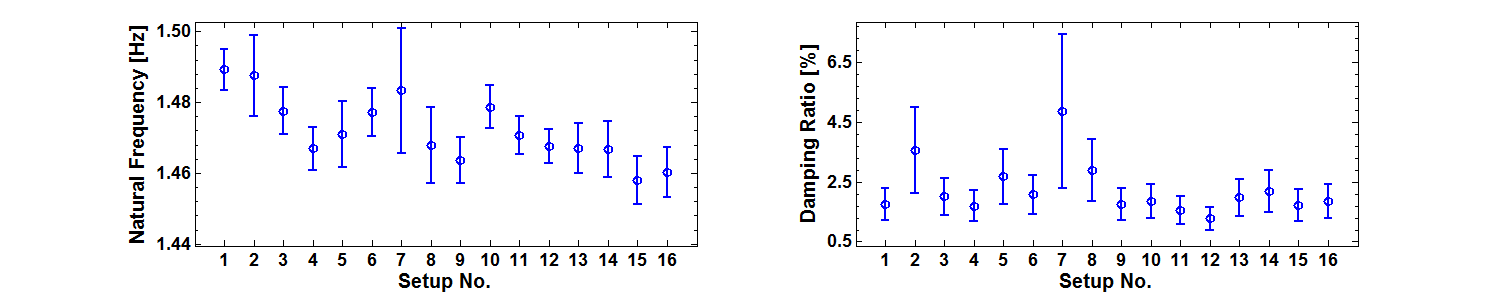 Natural Frequency [Hz]
1.50
1.48
1.46
1.44
1 2 3 4 5 6 7 8 9 10 11 12 13 14 15 16
Setup No.
Damping Ratio [%]
6.5
4.5
2.5
0.5
1 2 3 4 5 6 7 8 9 10 11 12 13 14 15 16
Setup No.